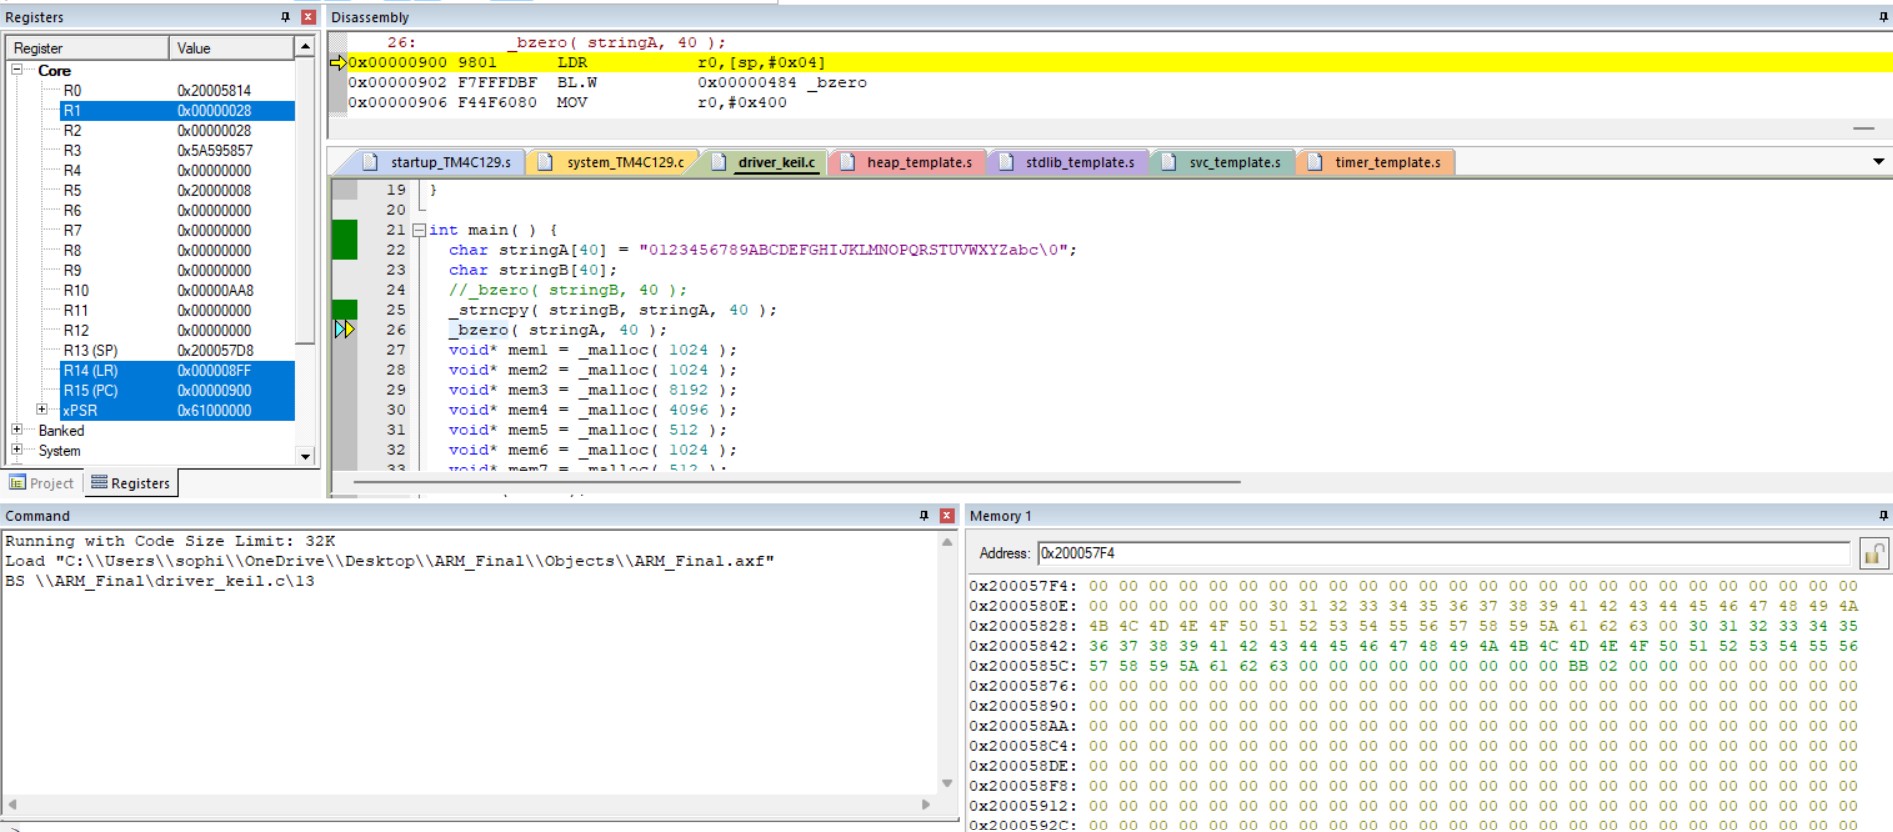 Registers
Register Value
Core
R0 0x20005814
R1 0x00000028
R2 0x00000028
R3 0x5A595857
R4 0x00000000
R5 0x20000008
R6 0x00000000
R7 0x00000000
R8 0x00000000
R9 0x00000000
R10 0x00000AA8
R11 0x00000000
R12 0x00000000
R13 (SP) 0x200057D8
R14 (LR) 0x000008FF
R15 (PC) 0x00000900
xPSR 0x61000000
Banked
System
Project Registers
Disassembly
26: _bzero( stringA, 40 );
0x00000900 9801 LDR r0,[sp,#0x04]
0x00000902 F7FFFDBF BL.W 0x00000484 _bzero
0x00000906 F44F6080 MOV r0,#0x400
startup_TM4C129.s system_TM4C129.c driver_keil.c heap_template.s stdlib_template.s svc_template.s timer_template.s
19 }
20
21 int main( ) {
22 char stringA[40] = "0123456789ABCDEFGHIJKLMNOPQRSTUVWXYZabc\0";
23 char stringB[40];
24 //_bzero( stringB, 40 );
25 _strncpy( stringB, stringA, 40 );
26 _bzero( stringA, 40 );
27 void* mem1 = _malloc( 1024 );
28 void* mem2 = _malloc( 1024 );
29 void* mem3 = _malloc( 8192 );
30 void* mem4 = _malloc( 4096 );
31 void* mem5 = _malloc( 512 );
32 void* mem6 = _malloc( 1024 );
33 void* mem7 = _malloc( 512 );
Command
Running with Code Size Limit: 32K
Load "C:\\Users\\sophi\\OneDrive\\Desktop\\ARM_Final\\Objects\\ARM_Final.axf"
BS \\ARM_Final\driver_keil.c\13
>
Memory 1
Address: 0x200057F4
0x200057F4: 00 00 00 00 00 00 00 00 00 00 00 00 00 00 00 00 00 00 00 00 00 00 00 00 00 00
0x2000580E: 00 00 00 00 00 00 30 31 32 33 34 35 36 37 38 39 41 42 43 44 45 46 47 48 49 4A
0x20005828: 4B 4C 4D 4E 4F 50 51 52 53 54 55 56 57 58 59 5A 61 62 63 00 30 31 32 33 34 35
0x20005842: 36 37 38 39 41 42 43 44 45 46 47 48 49 4A 4B 4C 4D 4E 4F 50 51 52 53 54 55 56
0x2000585C: 57 58 59 5A 61 62 63 00 00 00 00 00 00 00 00 00 BB 02 00 00 00 00 00 00 00 00
0x20005876: 00 00 00 00 00 00 00 00 00 00 00 00 00 00 00 00 00 00 00 00 00 00 00 00 00 00
0x20005890: 00 00 00 00 00 00 00 00 00 00 00 00 00 00 00 00 00 00 00 00 00 00 00 00 00 00
0x200058AA: 00 00 00 00 00 00 00 00 00 00 00 00 00 00 00 00 00 00 00 00 00 00 00 00 00 00
0x200058C4: 00 00 00 00 00 00 00 00 00 00 00 00 00 00 00 00 00 00 00 00 00 00 00 00 00 00
0x200058DE: 00 00 00 00 00 00 00 00 00 00 00 00 00 00 00 00 00 00 00 00 00 00 00 00 00 00
0x200058F8: 00 00 00 00 00 00 00 00 00 00 00 00 00 00 00 00 00 00 00 00 00 00 00 00 00 00
0x20005912: 00 00 00 00 00 00 00 00 00 00 00 00 00 00 00 00 00 00 00 00 00 00 00 00 00 00
0x2000592C: 00 00 00 00 00 00 00 00 00 00 00 00 00 00 00 00 00 00 00 00 00 00 00 00 00 00